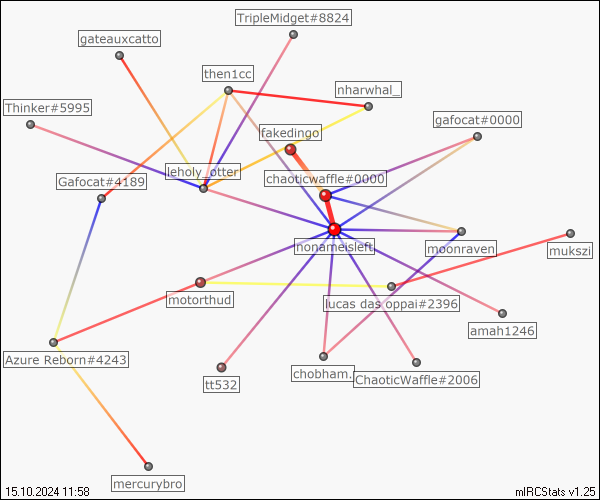 TripleMidget#8824
gateauxcatto
then1cc
nharwhal_
Thinker#5995
gafocat#0000
fakedingo
leholy_otter
chaoticwaffle#0000
Gafocat#4189
nonameisleft
moonraven
mukszi
motorthud
lucas das_oppai#2396
amah1246
Azure Reborn#4243
chobham.
ChaoticWaffle#2006
tt532
mercurybro
15.10.2024 11:58
mIRCStats v1.25